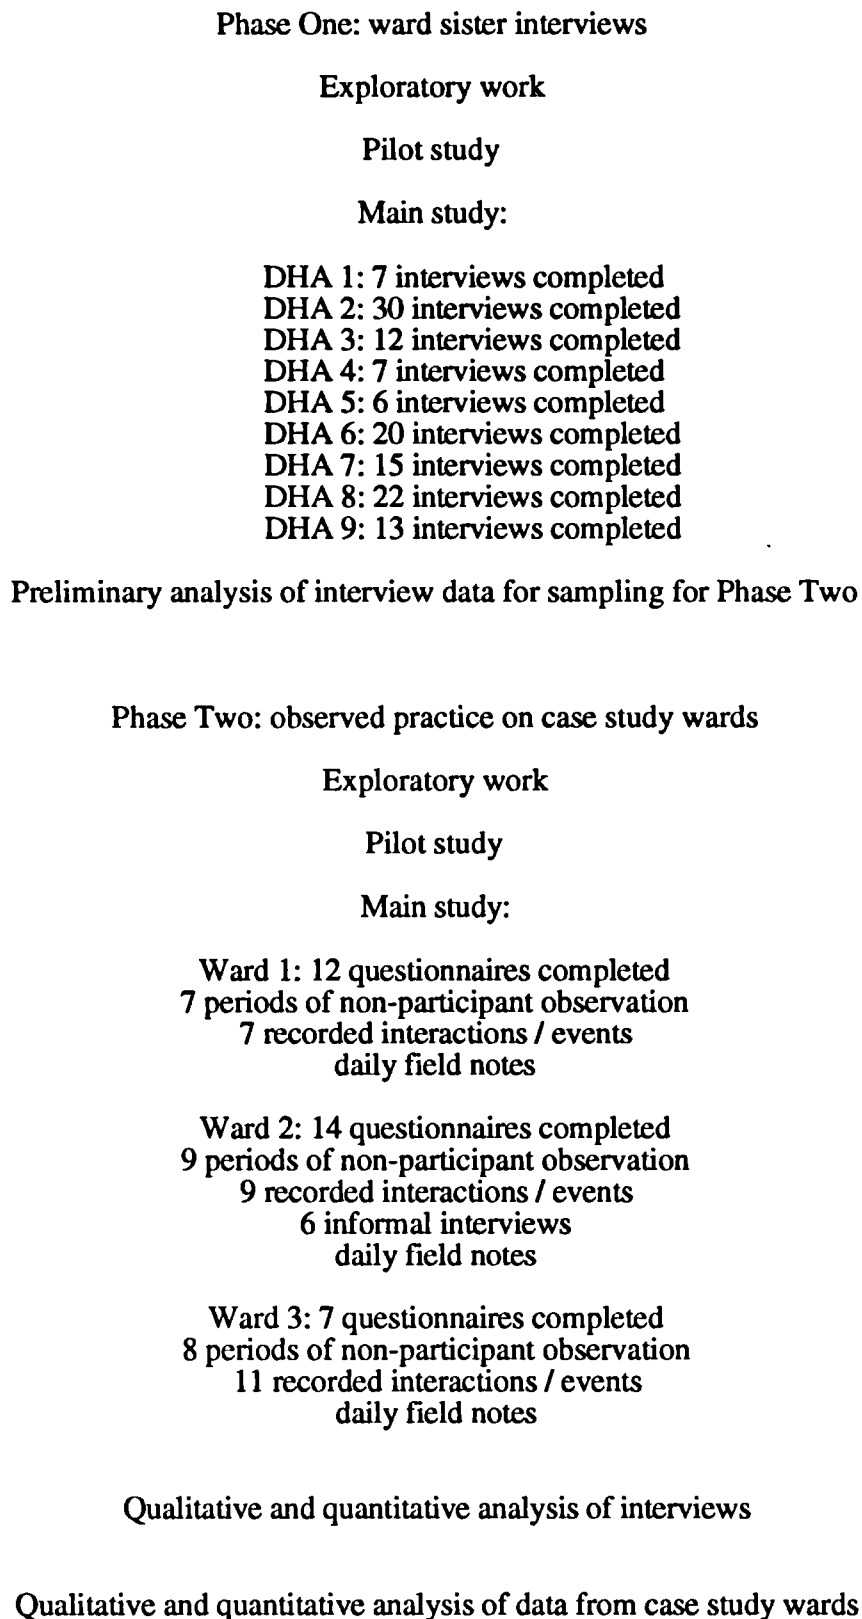 Phase One: ward sister interviews
Exploratory work
Pilot study
Main study:
DHA 1: 7 interviews completed
DHA 2: 30 interviews completed
DHA 3: 12 interviews completed
DHA 4: 7 interviews completed
DHA 5: 6 interviews completed
DHA 6: 20 interviews completed
DHA 7: 15 interviews completed
DHA 8: 22 interviews completed
DHA 9: 13 interviews completed
Preliminary analysis of interview data for sampling for Phase Two
Phase Two: observed practice on case study wards
Exploratory work
Pilot study
Main study:
Ward 1: 12 questionnaires completed
7 periods of non-participant observation
7 recorded interactions / events
daily field notes
Ward 2: 14 questionnaires completed
9 periods of non-participant observation
9 recorded interactions / events
6 informal interviews
daily field notes
Ward 3: 7 questionnaires completed
8 periods of non-participant observation
11 recorded interactions / events
daily field notes
Qualitative and quantitative analysis of interviews
Qualitative and quantitative analysis of data from case study wards